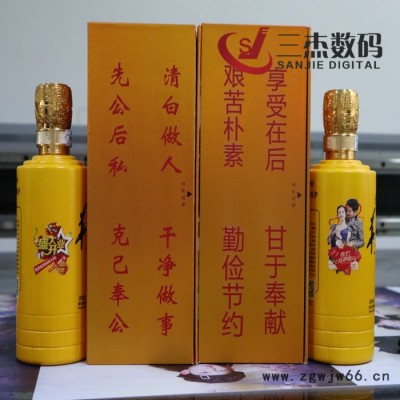 三杰数码
SANJIE DIGITAL
清白做人
先公后私
干净做事
克己奉公
享受在后
艰苦朴素
甘于奉献
勤俭节约
www.zgwjw66.cn